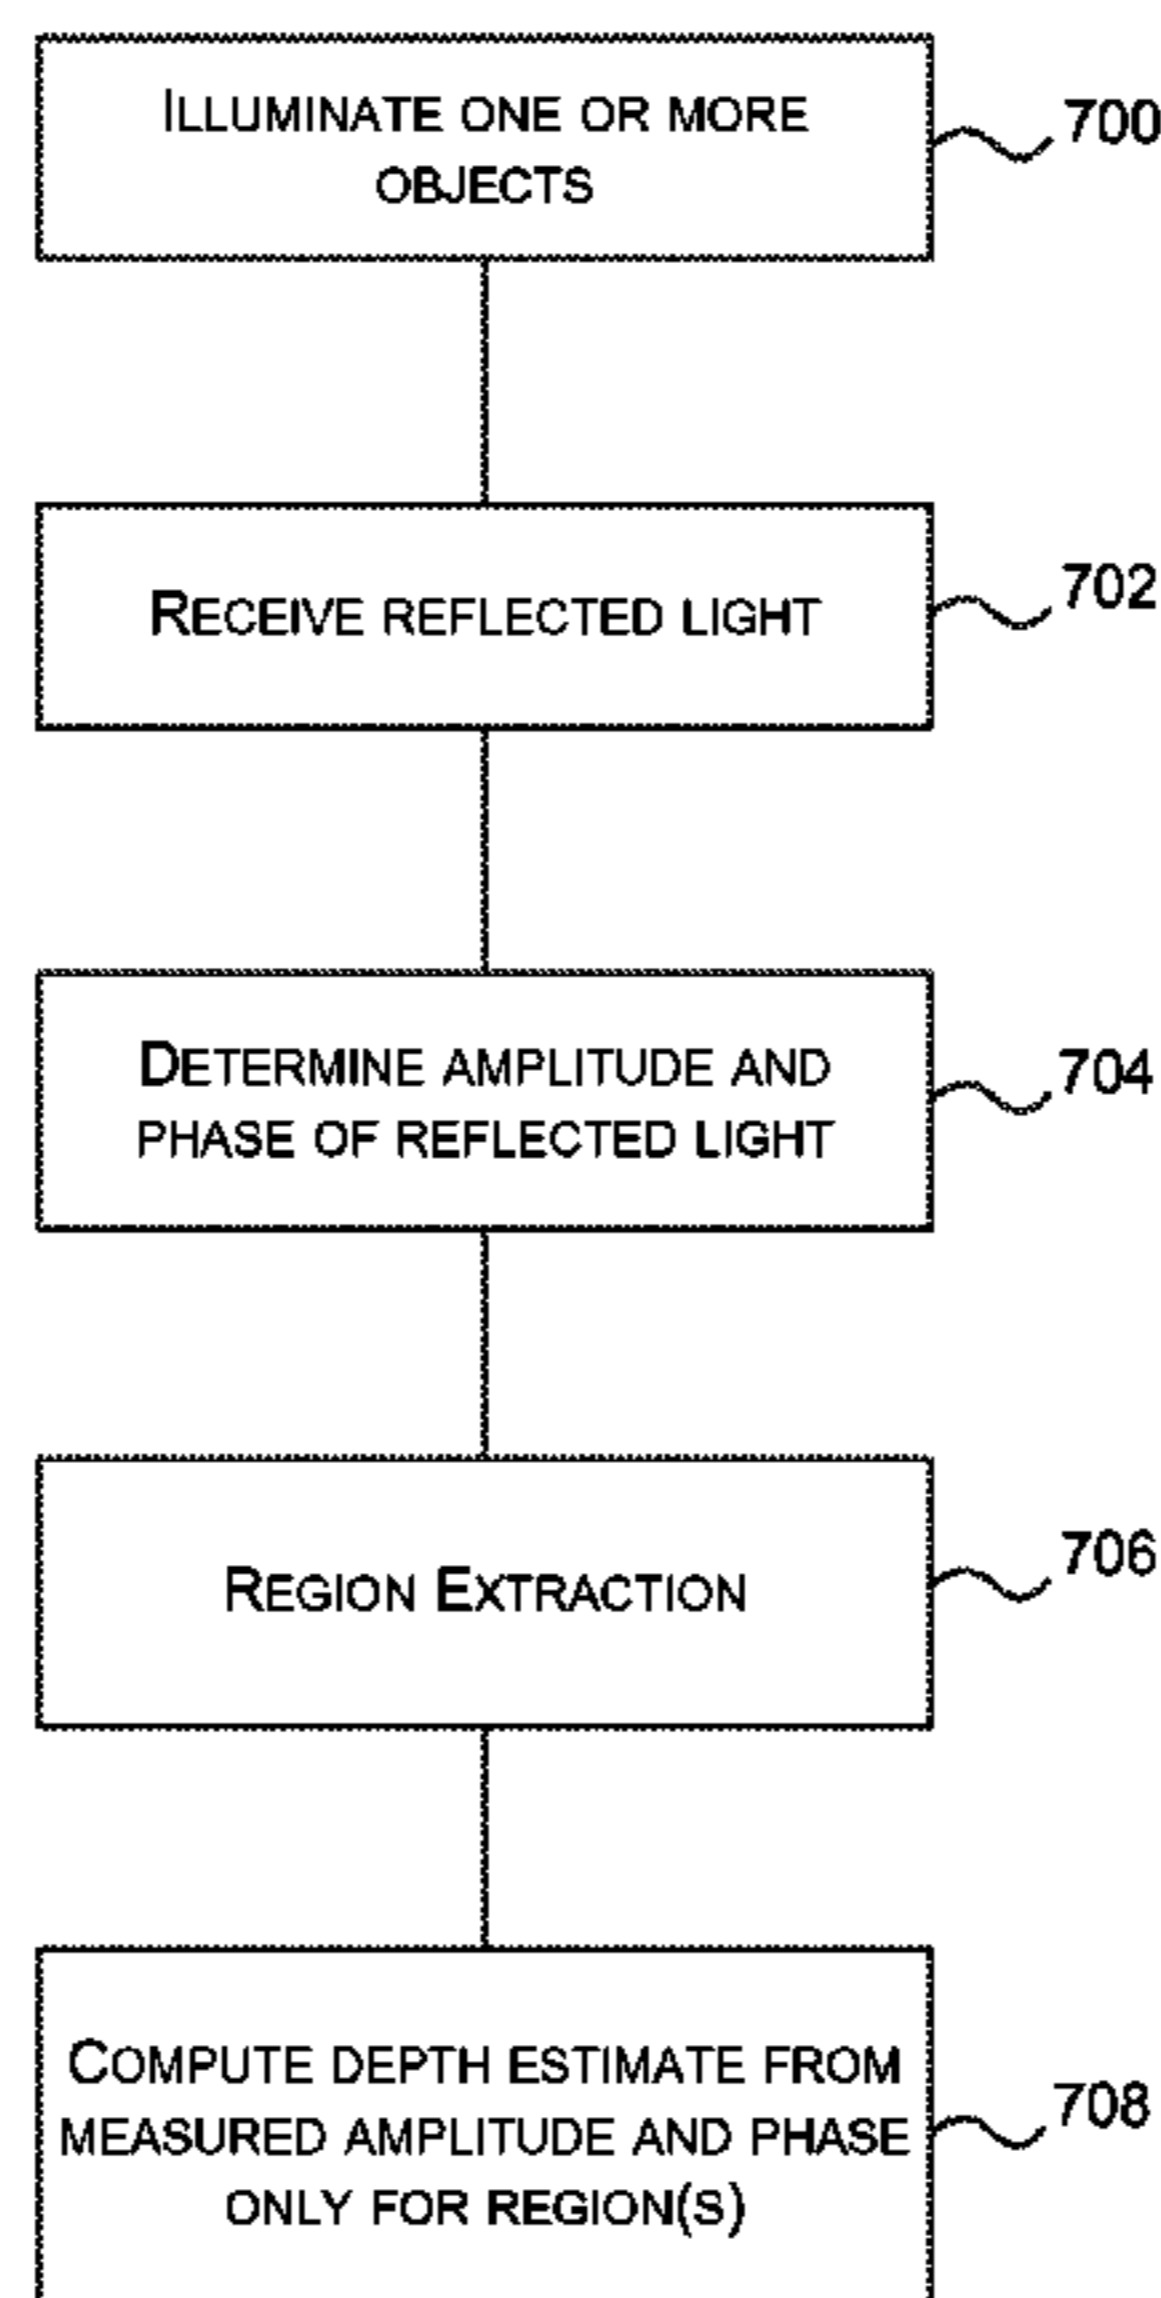 ILLUMINATE ONE OR MORE
OBJECTS
700
RECEIVE REFLECTED LIGHT
702
DETERMINE AMPLITUDE AND
PHASE OF REFLECTED LIGHT
704
REGION EXTRACTION
706
COMPUTE DEPTH ESTIMATE FROM
MEASURED AMPLITUDE AND PHASE
ONLY FOR REGION(S)
708